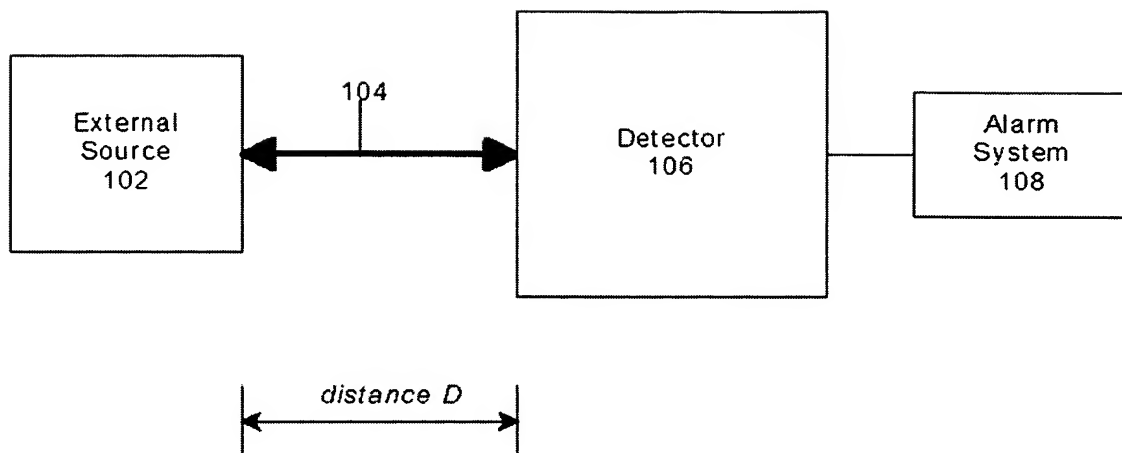 External
Source
102
104
Detector
106
Alarm
System
108
distance D